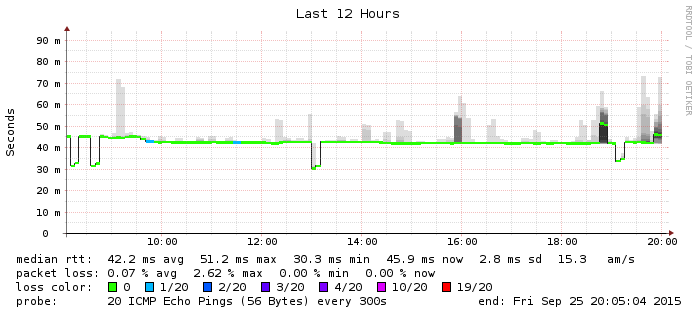 Last 12 Hours
RRDTOOL / TOBI OETIKER
Seconds
90 m
80 m
70 m
60 m
50 m
40 m
30 m
20 m
10 m
0
10:00 12:00 14:00 16:00 18:00 20:00
median rtt: 42.2 ms avg 51.2 ms max 30.3 ms min 45.9 ms now 2.8 ms sd 15.3 am/s
packet loss: 0.07 % avg 2.62 % max 0.00 % min 0.00 % now
loss color: 0 1/20 2/20 3/20 4/20 10/20 19/20
probe: 20 ICMP Echo Pings (56 Bytes) every 300s end: Fri Sep 25 20:05:04 2015